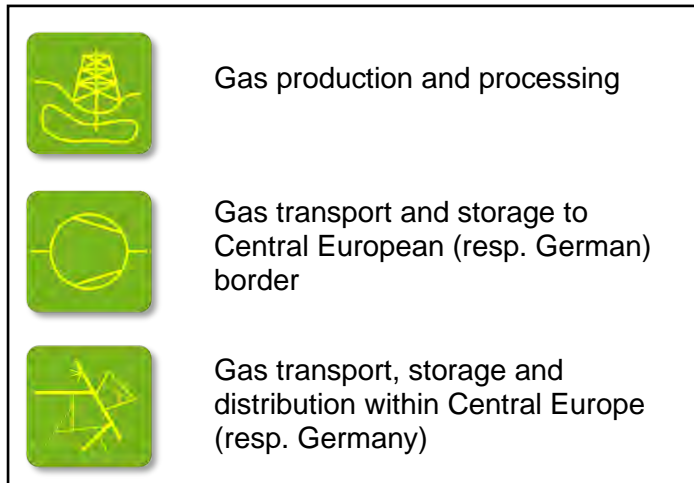 Gas production and processing
Gas transport and storage to
Central European (resp. German)
border
Gas transport, storage and
distribution within Central Europe
(resp. Germany)